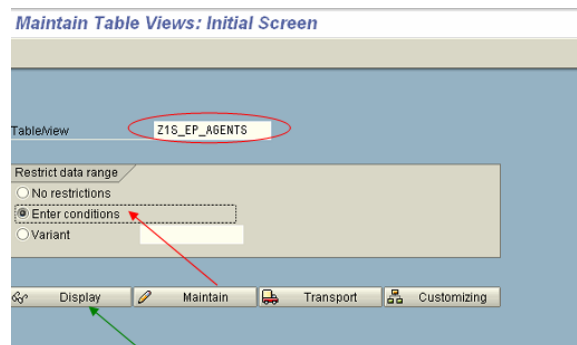 Maintain Table Views: Initial Screen
Table/view Z1S_EP_AGENTS
Restrict data range
No restrictions
Enter conditions
Variant
Display Maintain Transport Customizing